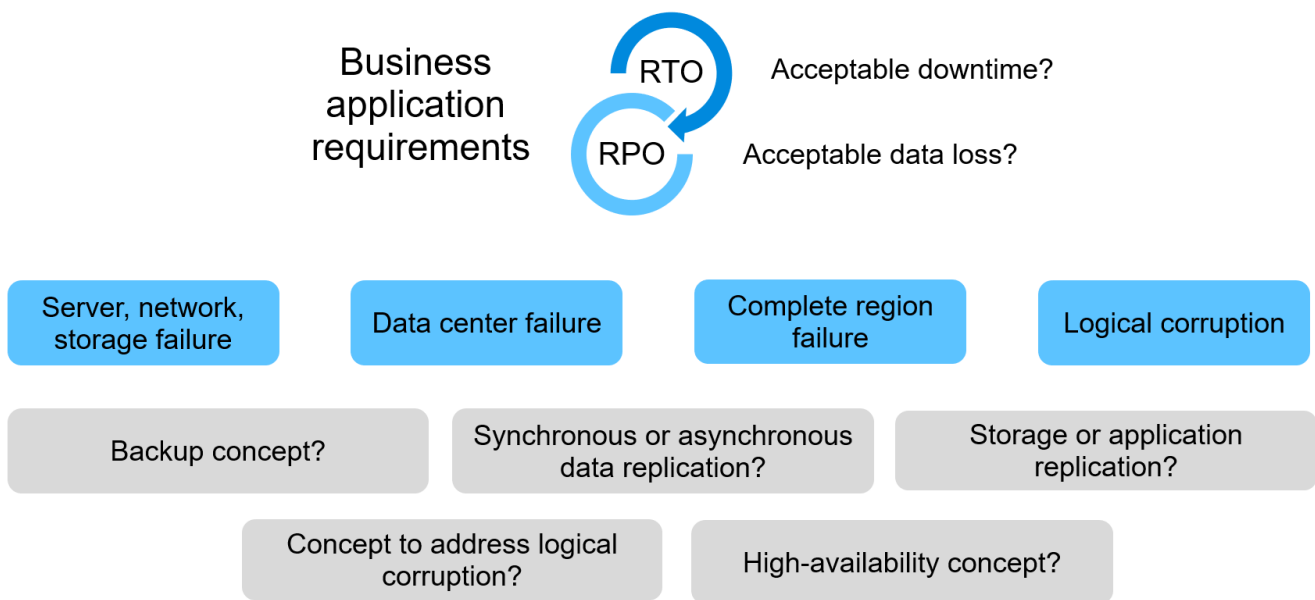 Business
application
requirements
RTO
Acceptable downtime?
RPO
Acceptable data loss?
Server, network,
storage failure
Data center failure
Complete region
failure
Logical corruption
Backup concept?
Synchronous or asynchronous
data replication?
Storage or application
replication?
Concept to address logical
corruption?
High-availability concept?